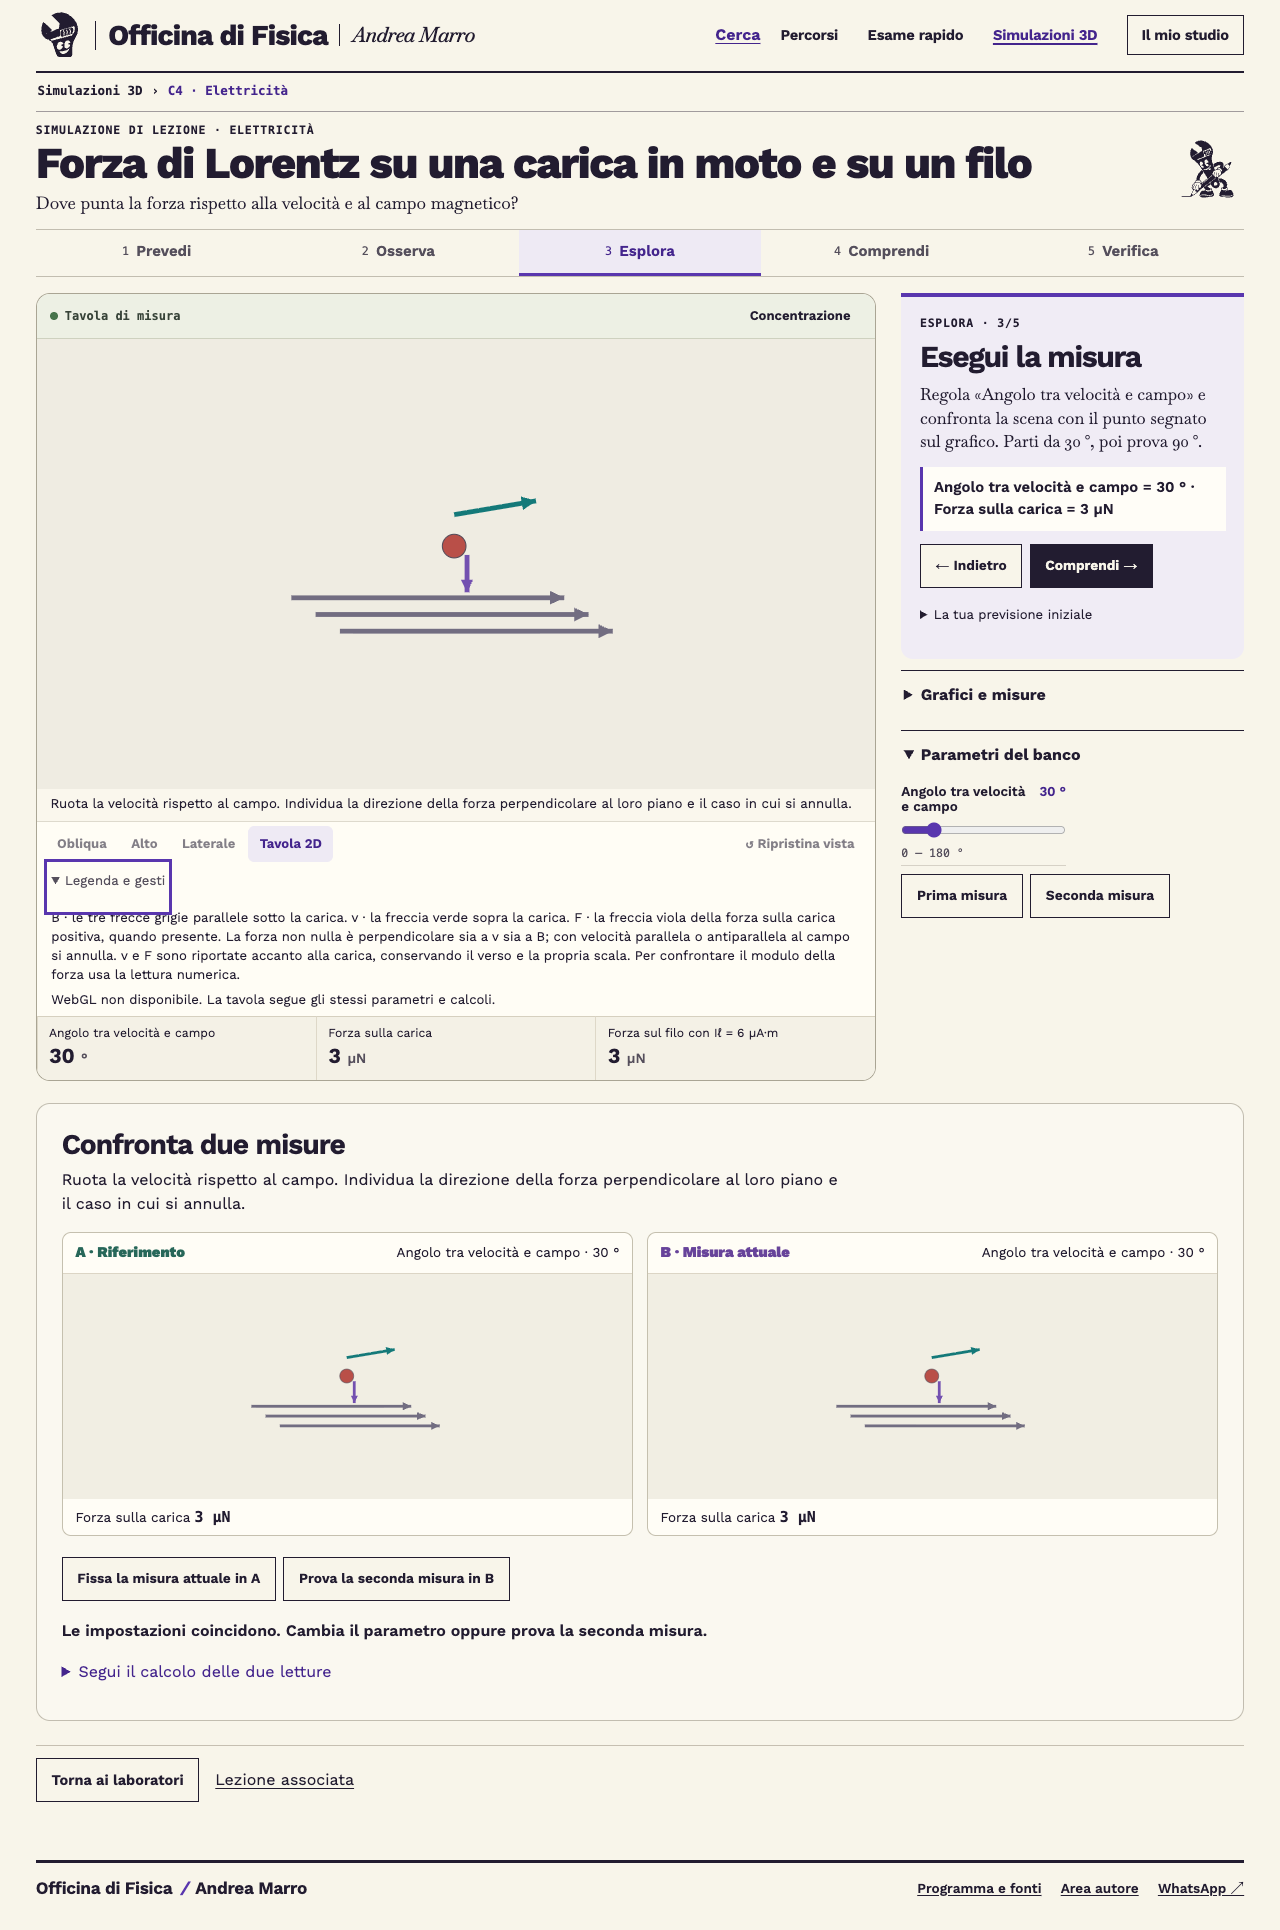 Officina di Fisica
Andrea Marro
Cerca
Percorsi
Esame rapido
Simulazioni 3D
Il mio studio
Simulazioni 3D › C4 · Elettricità
SIMULAZIONE DI LEZIONE · ELETTRICITÀ
Forza di Lorentz su una carica in moto e su un filo
Dove punta la forza rispetto alla velocità e al campo magnetico?
1 Prevedi
2 Osserva
3 Esplora
4 Comprendi
5 Verifica
Tavola di misura
Concentrazione
Ruota la velocità rispetto al campo. Individua la direzione della forza perpendicolare al loro piano e il caso in cui si annulla.
Obliqua
Alto
Laterale
Tavola 2D
↺ Ripristina vista
▼ Legenda e gesti
B · le tre frecce grigie parallele sotto la carica. v · la freccia verde sopra la carica. F · la freccia viola della forza sulla carica
positiva, quando presente. La forza non nulla è perpendicolare sia a v sia a B; con velocità parallela o antiparallela al campo
si annulla. v e F sono riportate accanto alla carica, conservando il verso e la propria scala. Per confrontare il modulo della
forza usa la lettura numerica.
WebGL non disponibile. La tavola segue gli stessi parametri e calcoli.
Angolo tra velocità e campo
30 °
Forza sulla carica
3 µN
Forza sul filo con Iℓ = 6 µA·m
3 µN
ESPLORA · 3/5
Esegui la misura
Regola «Angolo tra velocità e campo» e
confronta la scena con il punto segnato
sul grafico. Parti da 30 °, poi prova 90 °.
Angolo tra velocità e campo = 30 ° ·
Forza sulla carica = 3 µN
← Indietro
Comprendi →
▶ La tua previsione iniziale
▶ Grafici e misure
▼ Parametri del banco
Angolo tra velocità 30 °
e campo
0 — 180 °
Prima misura
Seconda misura
Confronta due misure
Ruota la velocità rispetto al campo. Individua la direzione della forza perpendicolare al loro piano e
il caso in cui si annulla.
A · Riferimento
Angolo tra velocità e campo · 30 °
Forza sulla carica 3 µN
B · Misura attuale
Angolo tra velocità e campo · 30 °
Forza sulla carica 3 µN
Fissa la misura attuale in A
Prova la seconda misura in B
Le impostazioni coincidono. Cambia il parametro oppure prova la seconda misura.
▶ Segui il calcolo delle due letture
Torna ai laboratori
Lezione associata
Officina di Fisica / Andrea Marro
Programma e fonti
Area autore
WhatsApp ↗